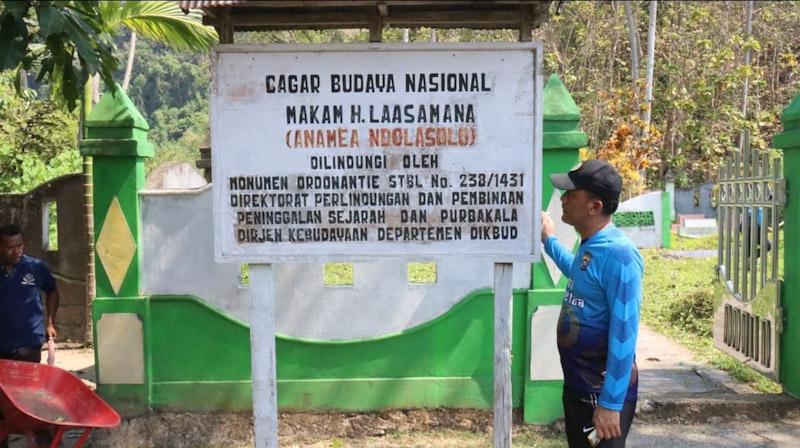 CAGAR BUDAYA NASIONAL
MAKAM H. LAASAMANA
(ANAMEA NDOLASOLO)
DILINDUNGI OLEH
MONUMEN ORDONANTIE STBL No. 238/1431
DIREKTORAT PERLINDUNGAN DAN PEMBINAAN
PENINGGALAN SEJARAH DAN PURBAKALA
DIRJEN KEBUDAYAAN DEPARTEMEN DIKBUD